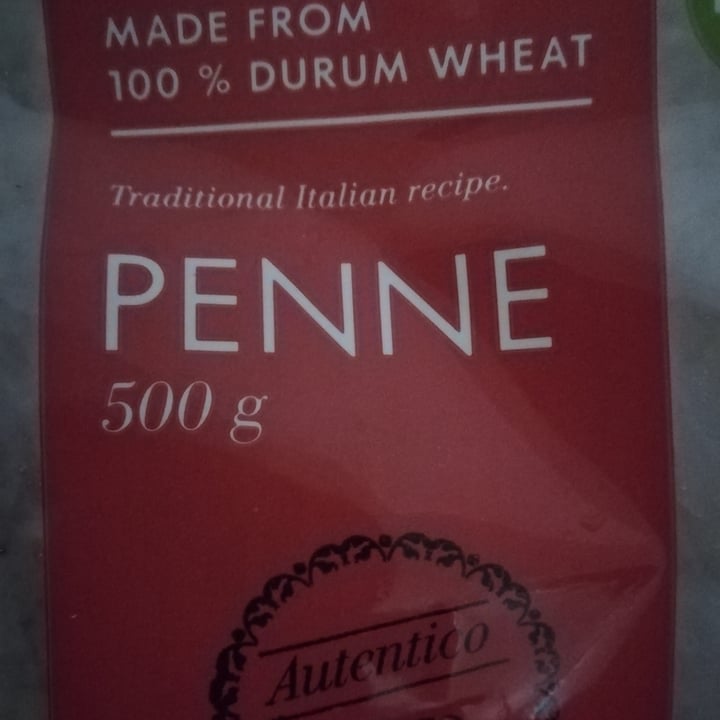 MADE FROM
100 % DURUM WHEAT
Traditional Italian recipe.
PENNE
500 g
Autentico